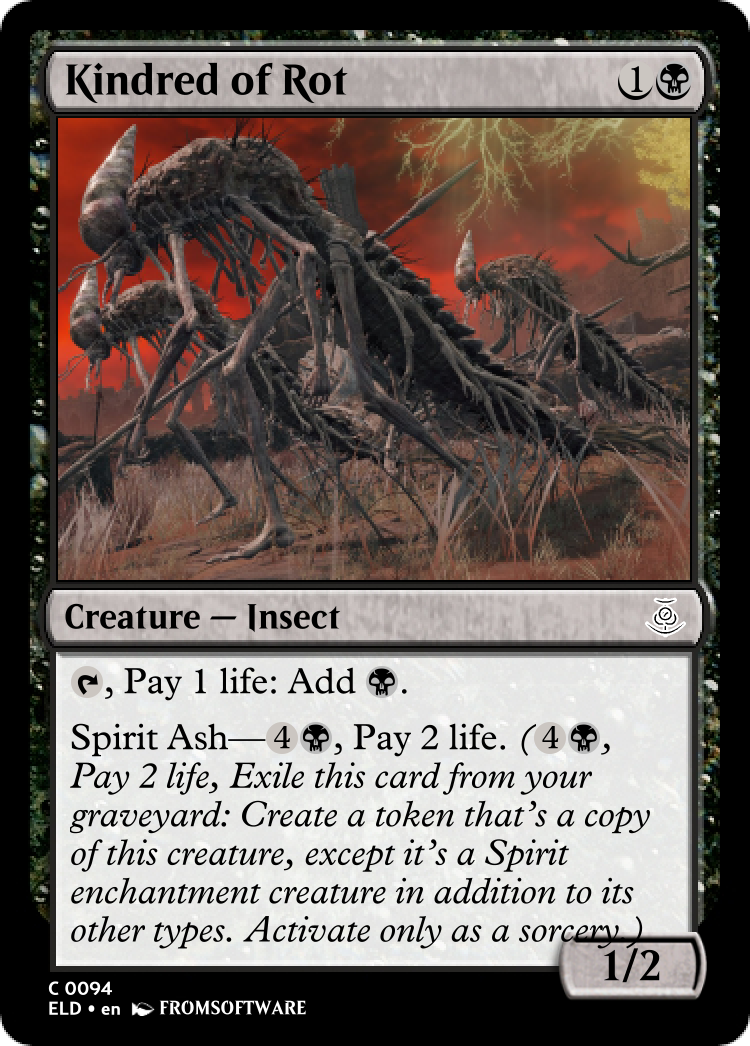 Kindred of Rot 1
Creature — Insect
, Pay 1 life: Add .
Spirit Ash—4, Pay 2 life. (4,
Pay 2 life, Exile this card from your
graveyard: Create a token that's a copy
of this creature, except it's a Spirit
enchantment creature in addition to its
other types. Activate only as a sorcery.)
1/2
C 0094
ELD • en FROMSOFTWARE